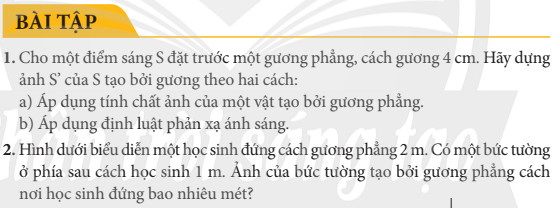 BÀI TẬP
1. Cho một điểm sáng S đặt trước một gương phẳng, cách gương 4 cm. Hãy dựng
ảnh S’ của S tạo bởi gương theo hai cách:
a) Áp dụng tính chất ảnh của một vật tạo bởi gương phẳng.
b) Áp dụng định luật phản xạ ánh sáng.
2. Hình dưới biểu diễn một học sinh đứng cách gương phẳng 2 m. Có một bức tường
ở phía sau cách học sinh 1 m. Ảnh của bức tường tạo bởi gương phẳng cách
nơi học sinh đứng bao nhiêu mét?